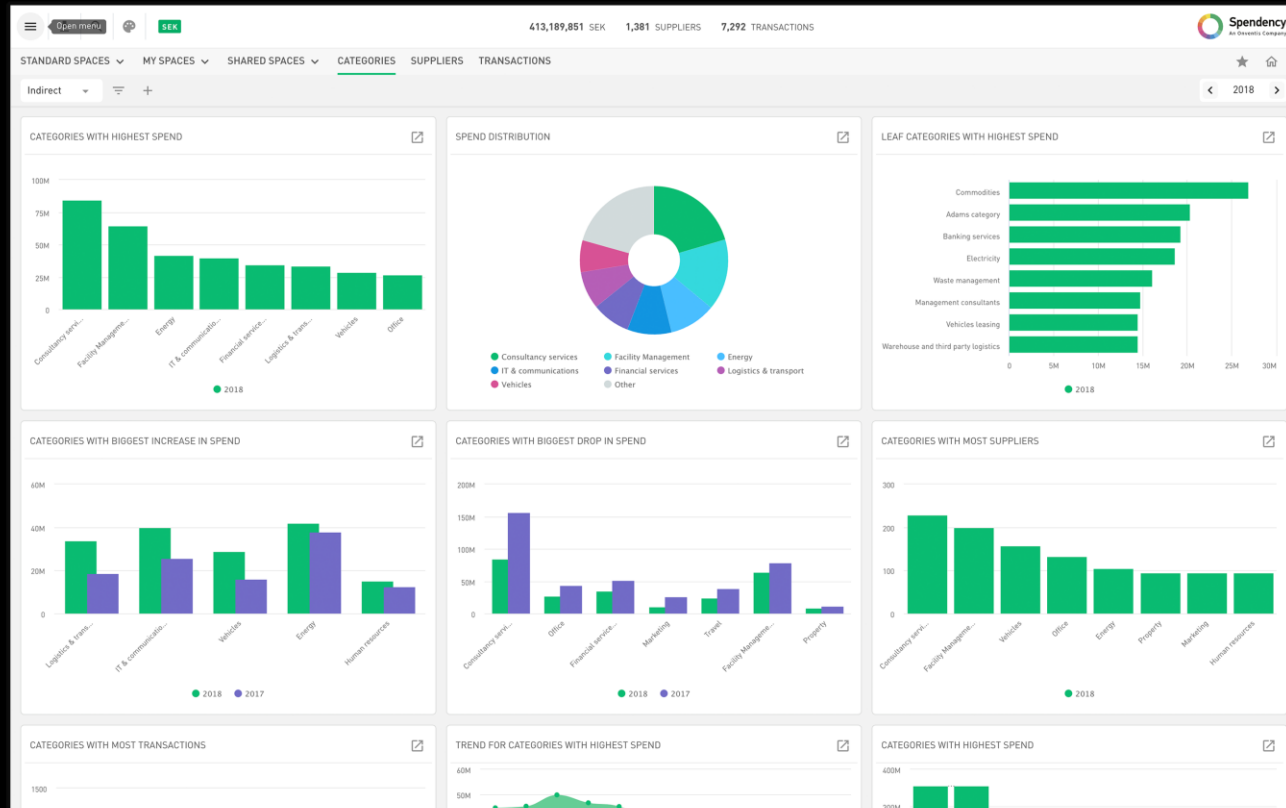 Open menu
SEK
413,189,851 SEK 1,381 SUPPLIERS 7,292 TRANSACTIONS
Spendency
An Onventis Company
STANDARD SPACES MY SPACES SHARED SPACES CATEGORIES SUPPLIERS TRANSACTIONS
Indirect
2018
CATEGORIES WITH HIGHEST SPEND
100M
75M
50M
25M
0
Consultancy servi...
Facility Manageme...
Energy
IT & communicatio...
Financial service...
Logistics & trans...
Vehicles
Office
2018
SPEND DISTRIBUTION
Consultancy services Facility Management Energy
IT & communications Financial services Logistics & transport
Vehicles Other
LEAF CATEGORIES WITH HIGHEST SPEND
Commodities
Adams category
Banking services
Electricity
Waste management
Management consultants
Vehicles leasing
Warehouse and third party logistics
0 5M 10M 15M 20M 25M 30M
2018
CATEGORIES WITH BIGGEST INCREASE IN SPEND
60M
40M
20M
0
Logistics & trans...
IT & communicatio...
Vehicles
Energy
Human resources
2018 2017
CATEGORIES WITH BIGGEST DROP IN SPEND
200M
150M
100M
50M
0
Consultancy servi...
Office
Financial service...
Marketing
Travel
Facility Manageme...
Property
2018 2017
CATEGORIES WITH MOST SUPPLIERS
300
200
100
0
Consultancy servi...
Facility Manageme...
Vehicles
Office
Energy
Property
Marketing
Human resources
2018
CATEGORIES WITH MOST TRANSACTIONS
1500
TREND FOR CATEGORIES WITH HIGHEST SPEND
60M
50M
CATEGORIES WITH HIGHEST SPEND
400M
200M